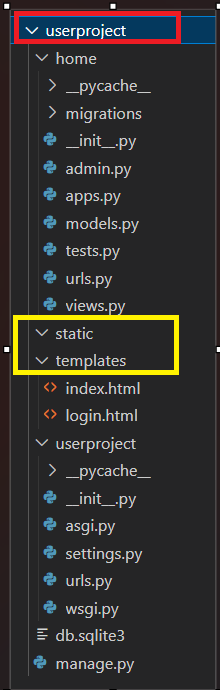 userproject
home
__pycache__
migrations
__init__.py
admin.py
apps.py
models.py
tests.py
urls.py
views.py
static
templates
index.html
login.html
userproject
__pycache__
__init__.py
asgi.py
settings.py
urls.py
wsgi.py
db.sqlite3
manage.py